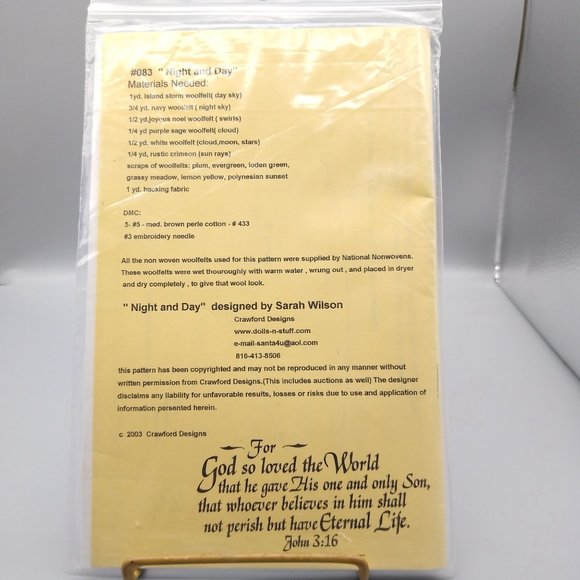 #083 " Night and Day"
Materials Needed:
1yd. island storm woolfelt( day sky)
3/4 yd. navy woolfelt ( night sky)
1/2 yd.joyous noel woolfelt ( swirls)
1/4 yd purple sage woolfelt( cloud)
1/2 yd. white woolfelt (cloud,moon, stars)
1/4 yd, rustic crimson (sun rays)
scraps of woolfelts: plum, evergreen, loden green,
grassy meadow, lemon yellow, polynesian sunset
1 yd. backing fabric
DMC:
5- #5 - med. brown perle cotton - # 433
#3 embroidery needle
All the non woven woolfelts used for this pattern were supplied by National Nonwovens.
These woolfelts were wet thouroughly with warm water , wrung out , and placed in dryer
and dry completely , to give that wool look.
" Night and Day" designed by Sarah Wilson
Crawford Designs
www.dolls-n-stuff.com
e-mail-santa4u@aol.com
816-413-8506
this pattern has been copyrighted and may not be reproduced in any manner without
written permission from Crawford Designs.(This includes auctions as well) The designer
disclaims any liability for unfavorable results, losses or risks due to use and application of
information persented herein.
c 2003 Crawford Designs
For
God so loved the World
that he gave His one and only Son,
that whoever believes in him shall
not perish but have Eternal Life.
John 3:16